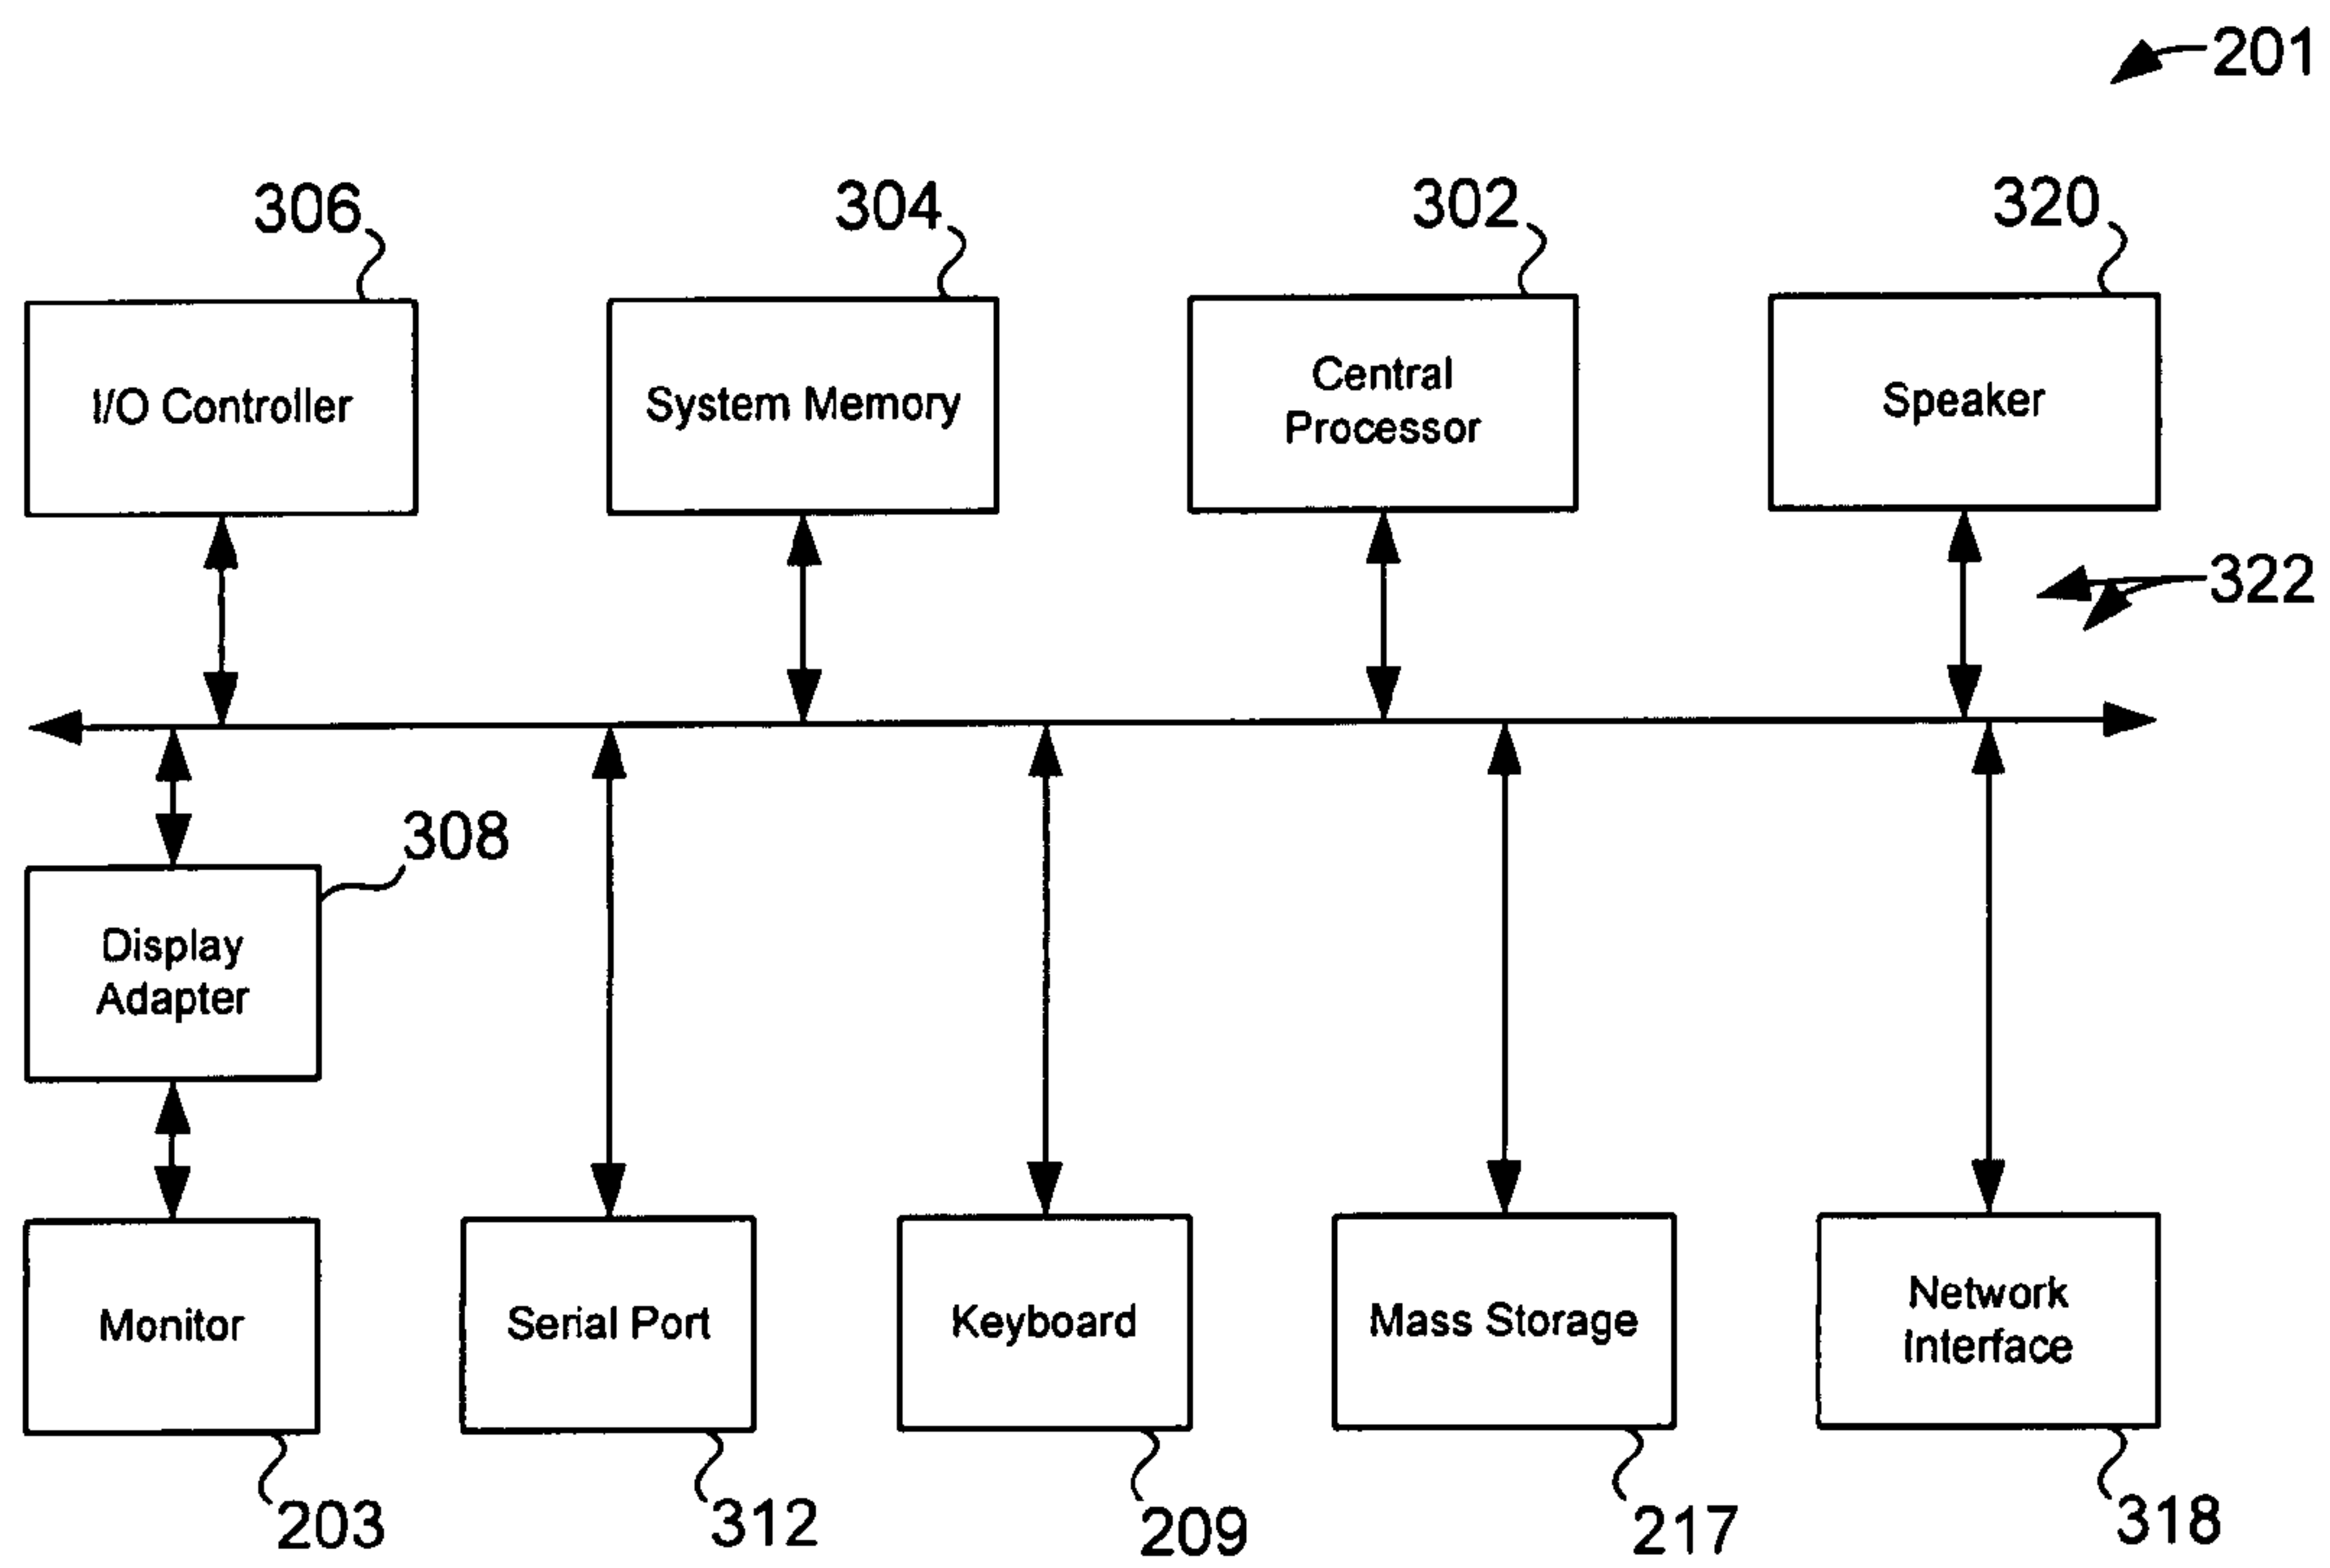 201
306
304
302
320
I/O Controller
System Memory
Central
Processor
Speaker
322
308
Display
Adapter
Monitor
Serial Port
Keyboard
Mass Storage
Network
Interface
203
312
209
217
318